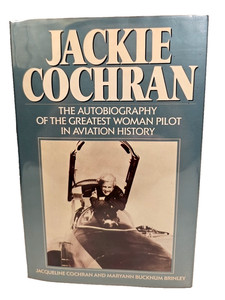 JACKIE
COCHRAN
THE AUTOBIOGRAPHY
OF THE GREATEST WOMAN PILOT
IN AVIATION HISTORY
JACQUELINE COCHRAN AND MARYANN BUCKNUM BRINLEY